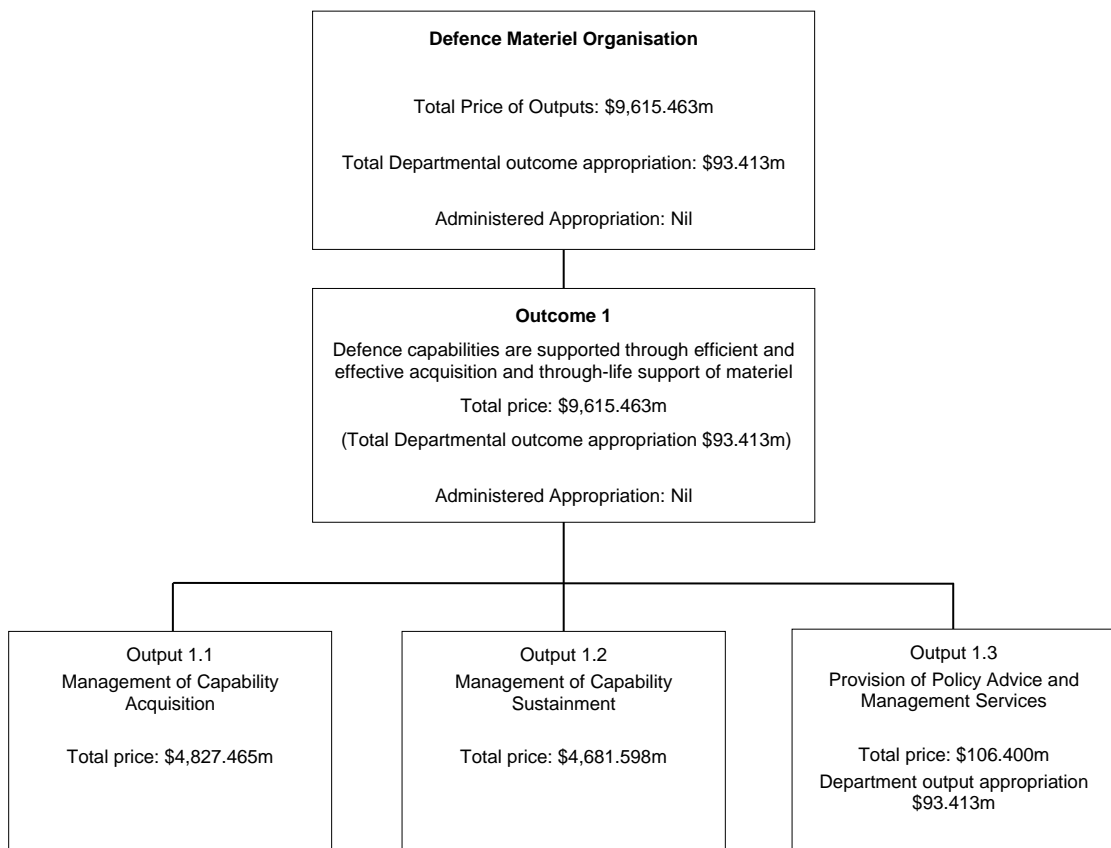 Defence Materiel Organisation
Total Price of Outputs: $9,615.463m
Total Departmental outcome appropriation: $93.413m
Administered Appropriation: Nil
Outcome 1
Defence capabilities are supported through efficient and
effective acquisition and through-life support of materiel
Total price: $9,615.463m
(Total Departmental outcome appropriation $93.413m)
Administered Appropriation: Nil
Output 1.1
Management of Capability
Acquisition
Total price: $4,827.465m
Output 1.2
Management of Capability
Sustainment
Total price: $4,681.598m
Output 1.3
Provision of Policy Advice and
Management Services
Total price: $106.400m
Department output appropriation
$93.413m